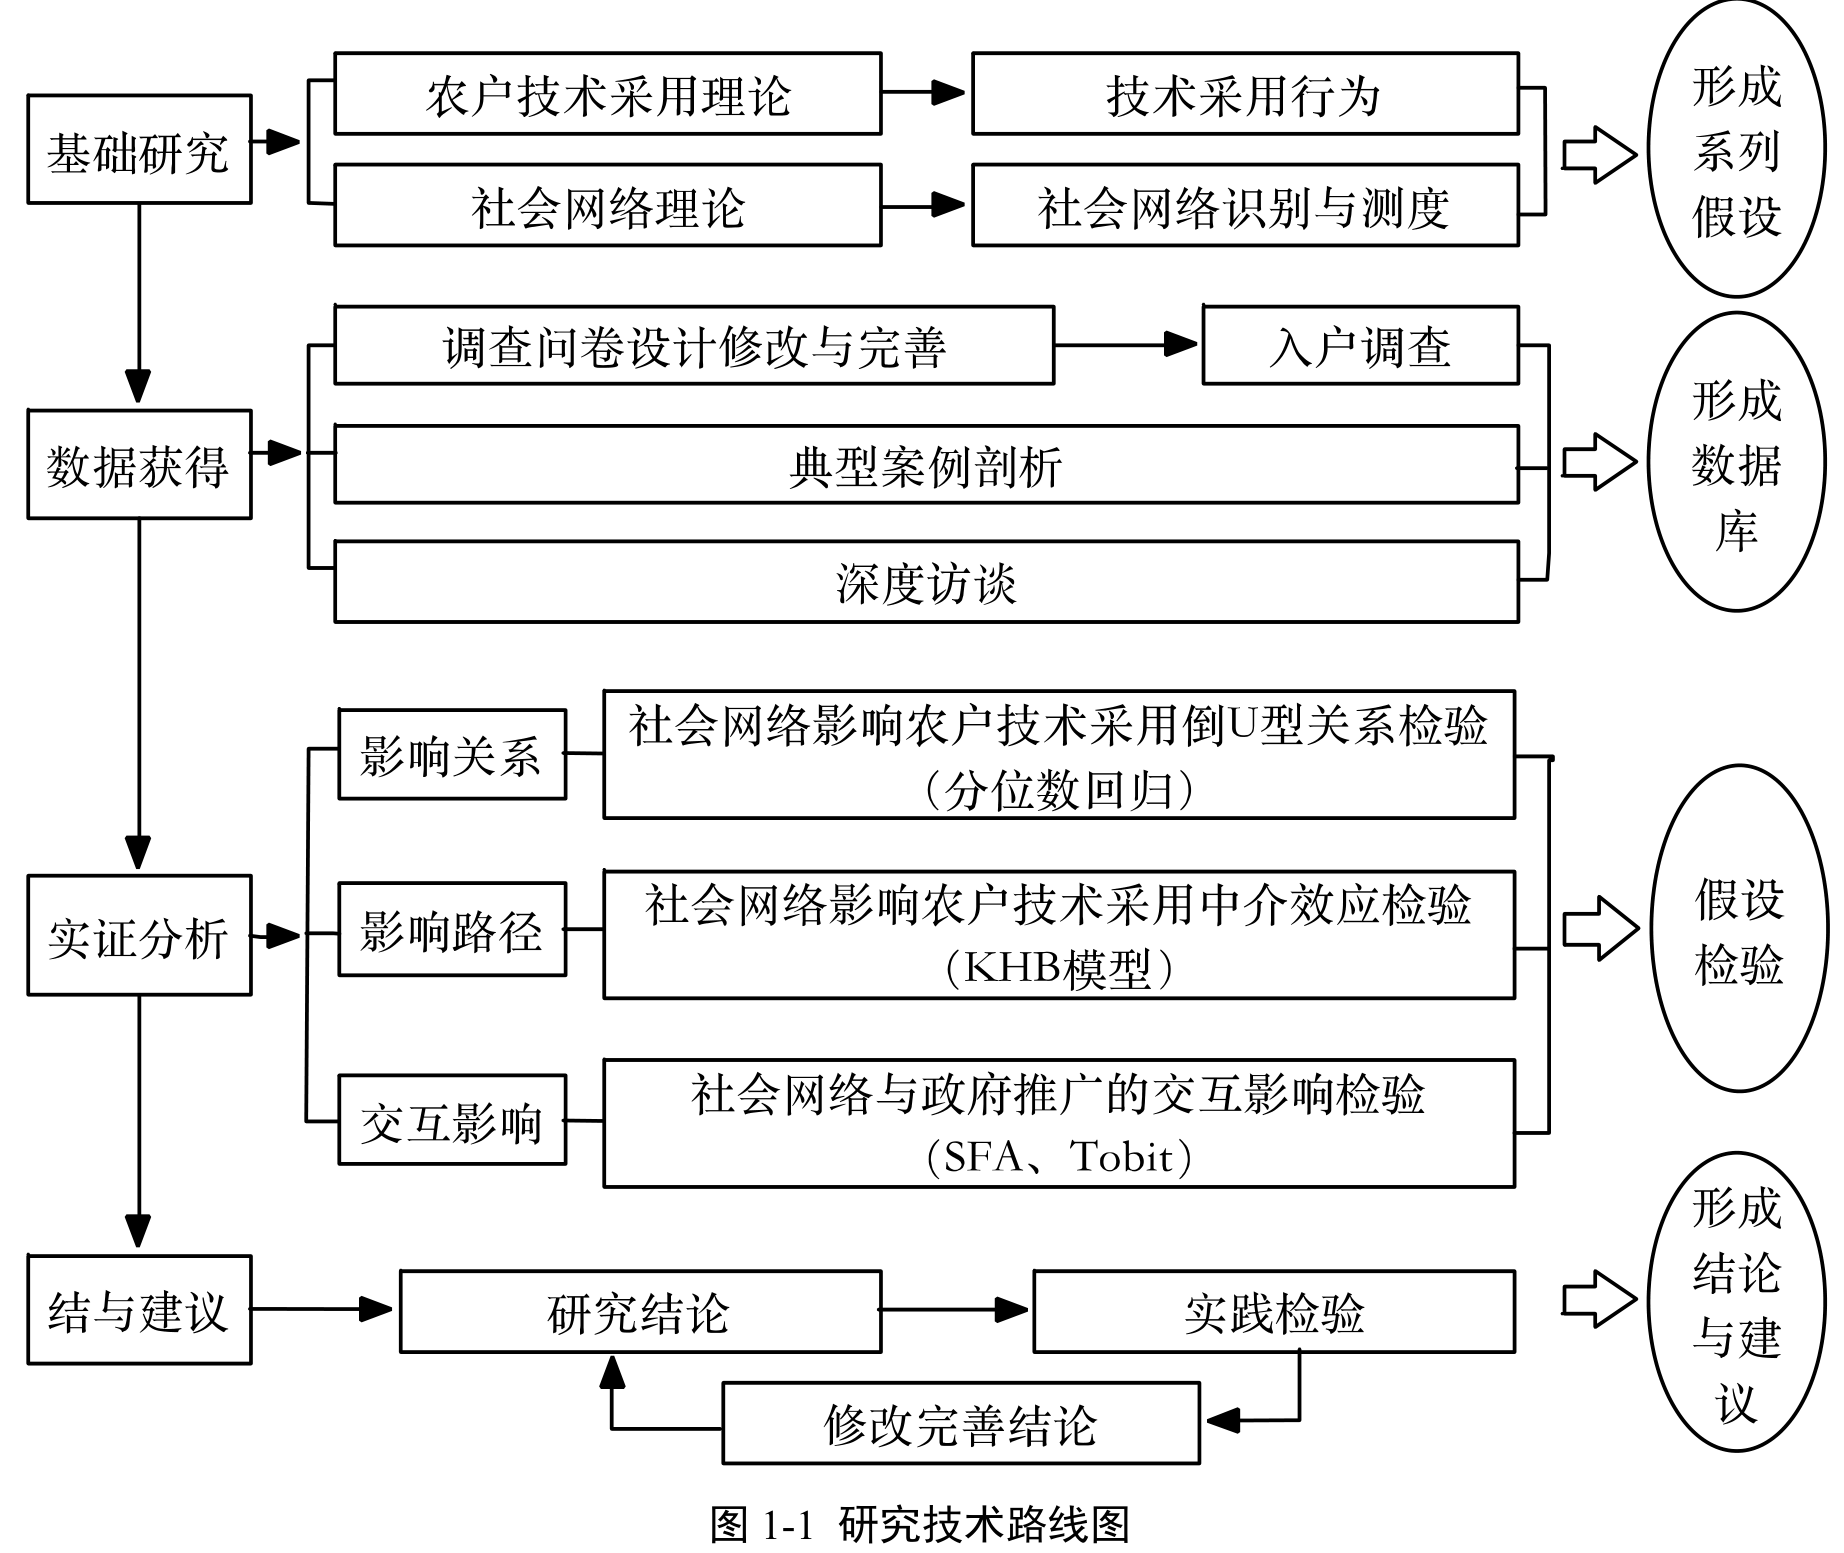 基础研究
农户技术采用理论
技术采用行为
社会网络理论
社会网络识别与测度
形成
系列
假设
数据获得
调查问卷设计修改与完善
入户调查
典型案例剖析
深度访谈
形成
数据
库
实证分析
影响关系
社会网络影响农户技术采用倒U型关系检验
（分位数回归）
影响路径
社会网络影响农户技术采用中介效应检验
（KHB模型）
交互影响
社会网络与政府推广的交互影响检验
（SFA、Tobit）
假设
检验
结与建议
研究结论
实践检验
修改完善结论
形成
结论
与建
议
图 1-1 研究技术路线图